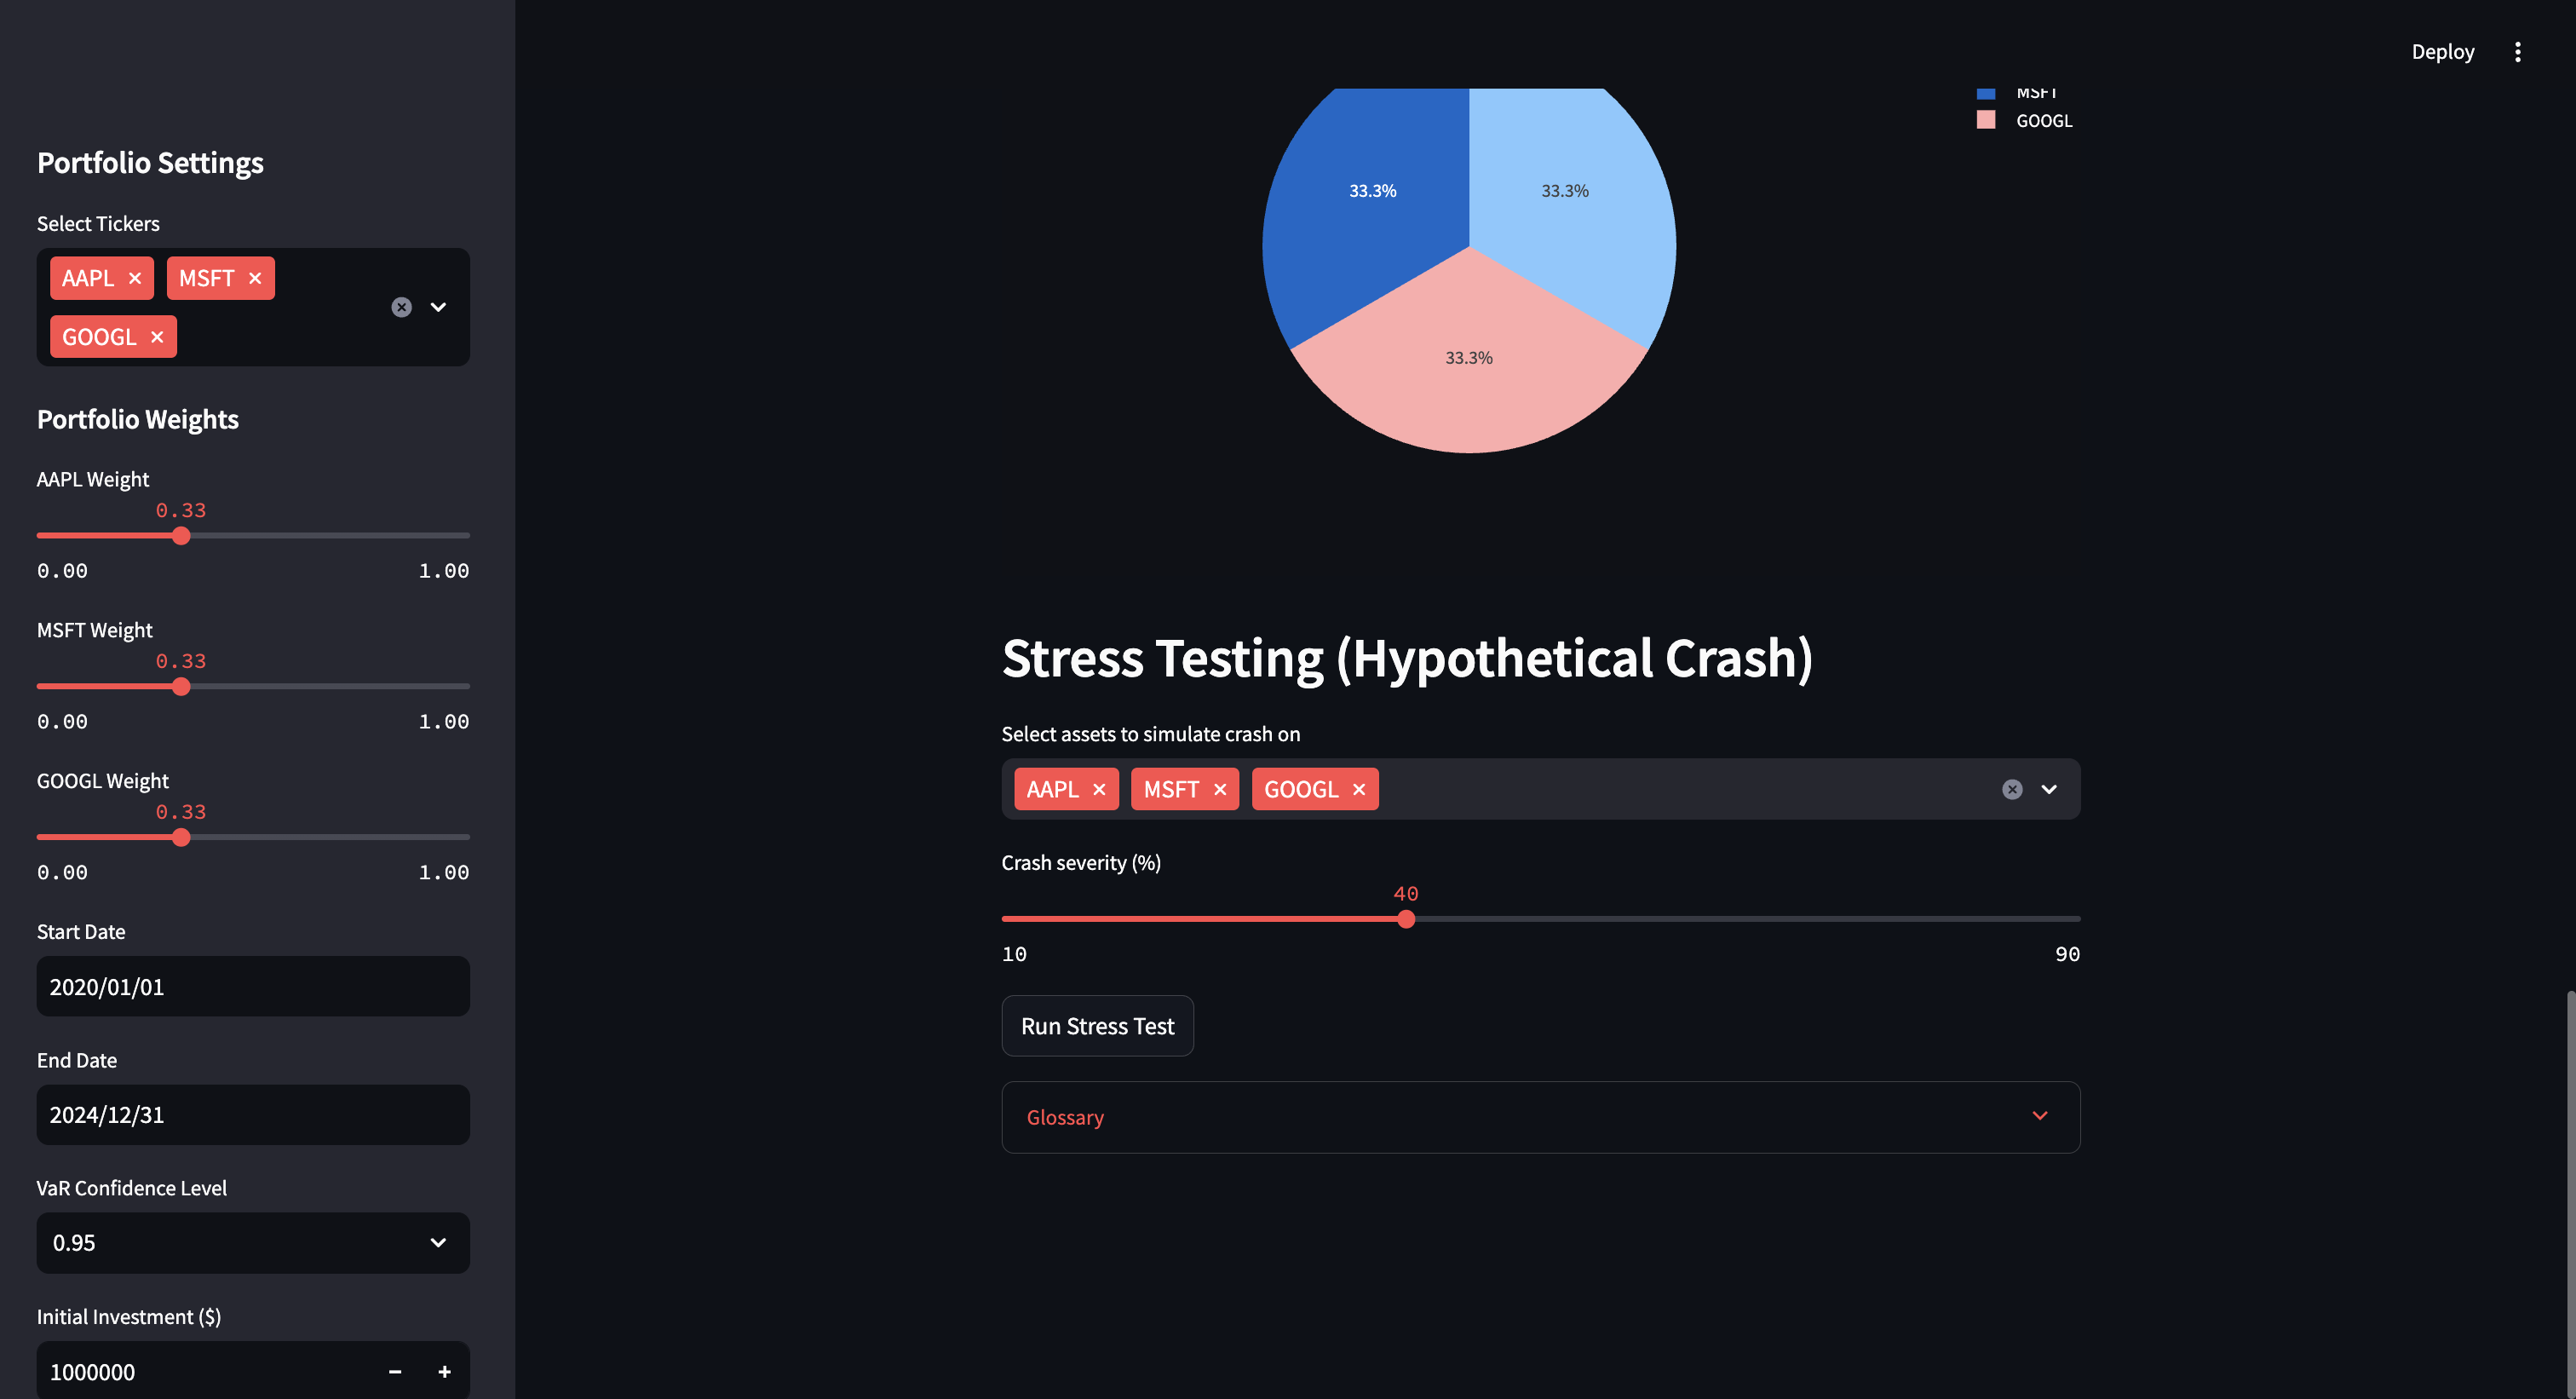 Deploy
Portfolio Settings
Select Tickers
AAPL
MSFT
GOOGL
Portfolio Weights
AAPL Weight
0.33
0.00 1.00
MSFT Weight
0.33
0.00 1.00
GOOGL Weight
0.33
0.00 1.00
Start Date
2020/01/01
End Date
2024/12/31
VaR Confidence Level
0.95
Initial Investment ($)
1000000
MSFT
GOOGL
33.3% 33.3%
33.3%
Stress Testing (Hypothetical Crash)
Select assets to simulate crash on
AAPL MSFT GOOGL
Crash severity (%)
40
10 90
Run Stress Test
Glossary